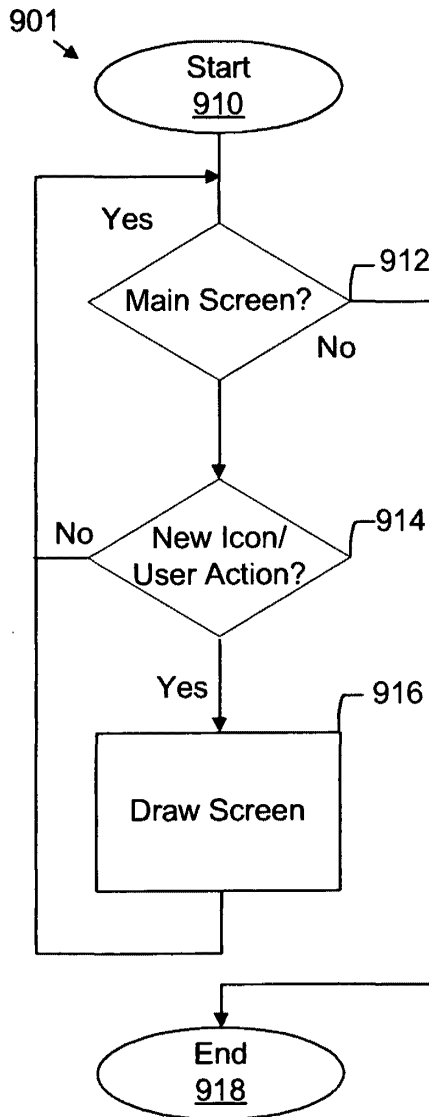 901
Start
910
Yes
912
Main Screen?
No
914
No
New Icon/
User Action?
Yes
916
Draw Screen
End
918